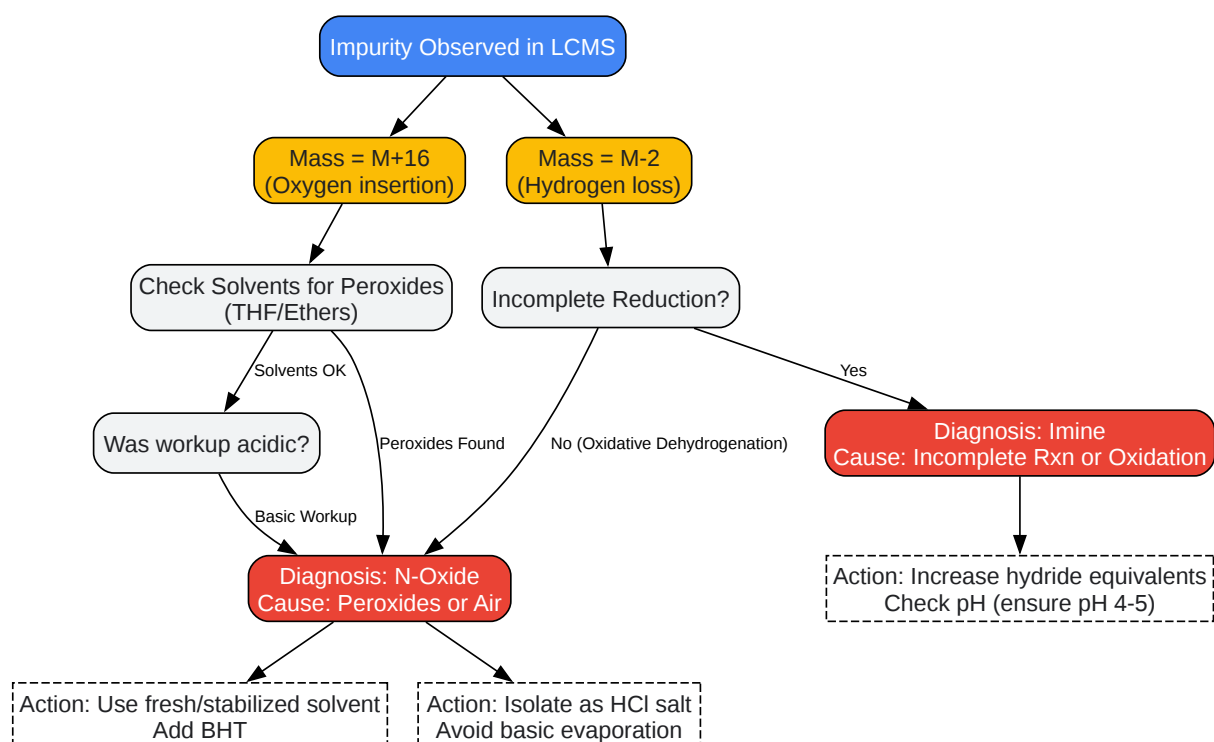 Impurity Observed in LCMS
Mass = M+16
(Oxygen insertion)
Mass = M-2
(Hydrogen loss)
Check Solvents for Peroxides
(THF/Ethers)
Incomplete Reduction?
Solvents OK
Yes
Was workup acidic?
Peroxides Found
No (Oxidative Dehydrogenation)
Diagnosis: Imine
Cause: Incomplete Rxn or Oxidation
Basic Workup
Diagnosis: N-Oxide
Cause: Peroxides or Air
Action: Increase hydride equivalents
Check pH (ensure pH 4-5)
Action: Use fresh/stabilized solvent
Add BHT
Action: Isolate as HCl salt
Avoid basic evaporation